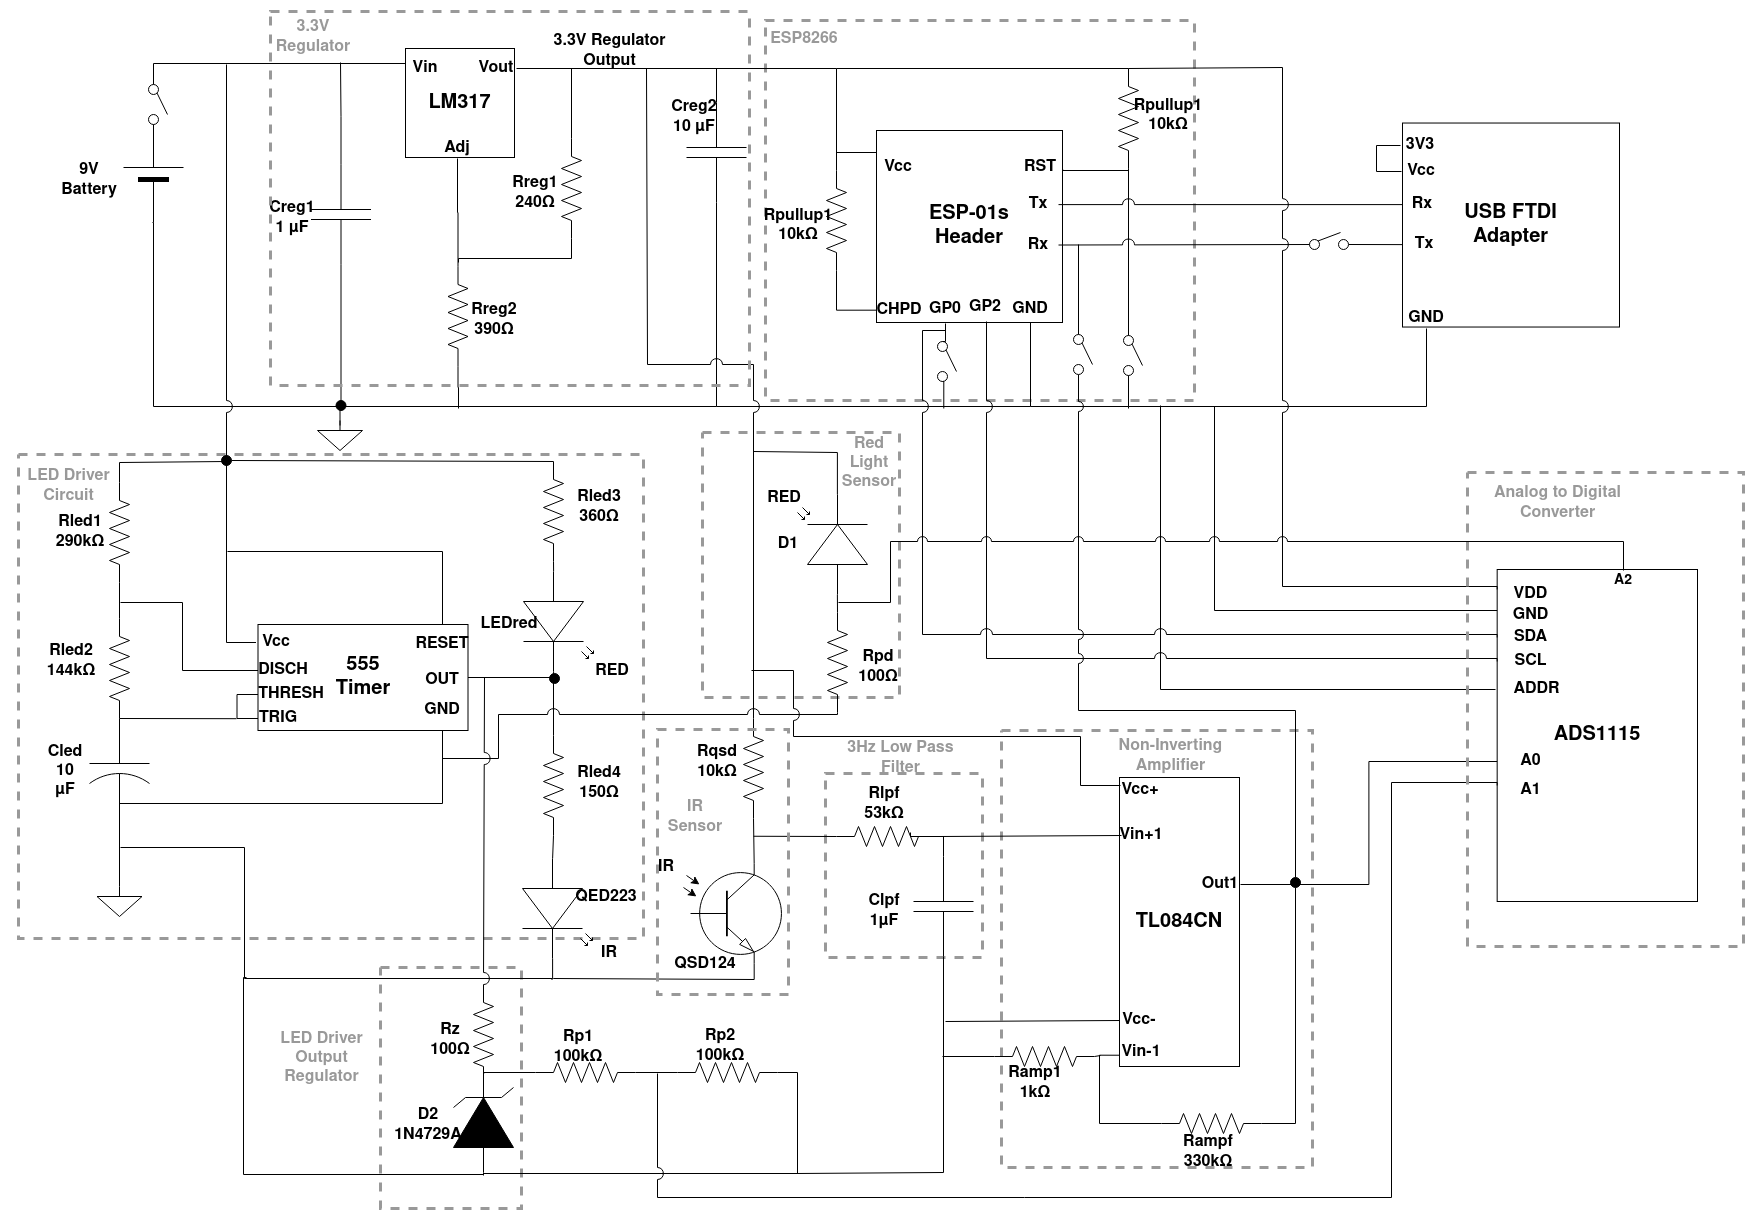 3.3V
Regulator
3.3V Regulator
Output
ESP8266
Vin
Vout
LM317
Adj
Creg2
10 µF
Rpullup1
10kΩ
9V
Battery
Creg1
1 µF
Rreg1
240Ω
Rreg2
390Ω
Rpullup1
10kΩ
Vcc
RST
Tx
Rx
ESP-01s
Header
CHPD
GP0
GP2
GND
3V3
Vcc
Rx
Tx
GND
USB FTDI
Adapter
LED Driver
Circuit
Rled1
290kΩ
Rled2
144kΩ
Cled
10
µF
Vcc
RESET
DISCH
THRESH
TRIG
OUT
GND
555
Timer
Rled3
360Ω
LEDred
RED
Rled4
150Ω
QED223
IR
Red
Light
Sensor
RED
D1
Rpd
100Ω
Rqsd
10kΩ
IR
Sensor
IR
QSD124
3Hz Low Pass
Filter
Rlpf
53kΩ
Clpf
1µF
Non-Inverting
Amplifier
Vcc+
Vin+1
Out1
TL084CN
Vcc-
Vin-1
Ramp1
1kΩ
Rampf
330kΩ
Analog to Digital
Converter
A2
VDD
GND
SDA
SCL
ADDR
ADS1115
A0
A1
LED Driver
Output
Regulator
Rz
100Ω
D2
1N4729A
Rp1
100kΩ
Rp2
100kΩ